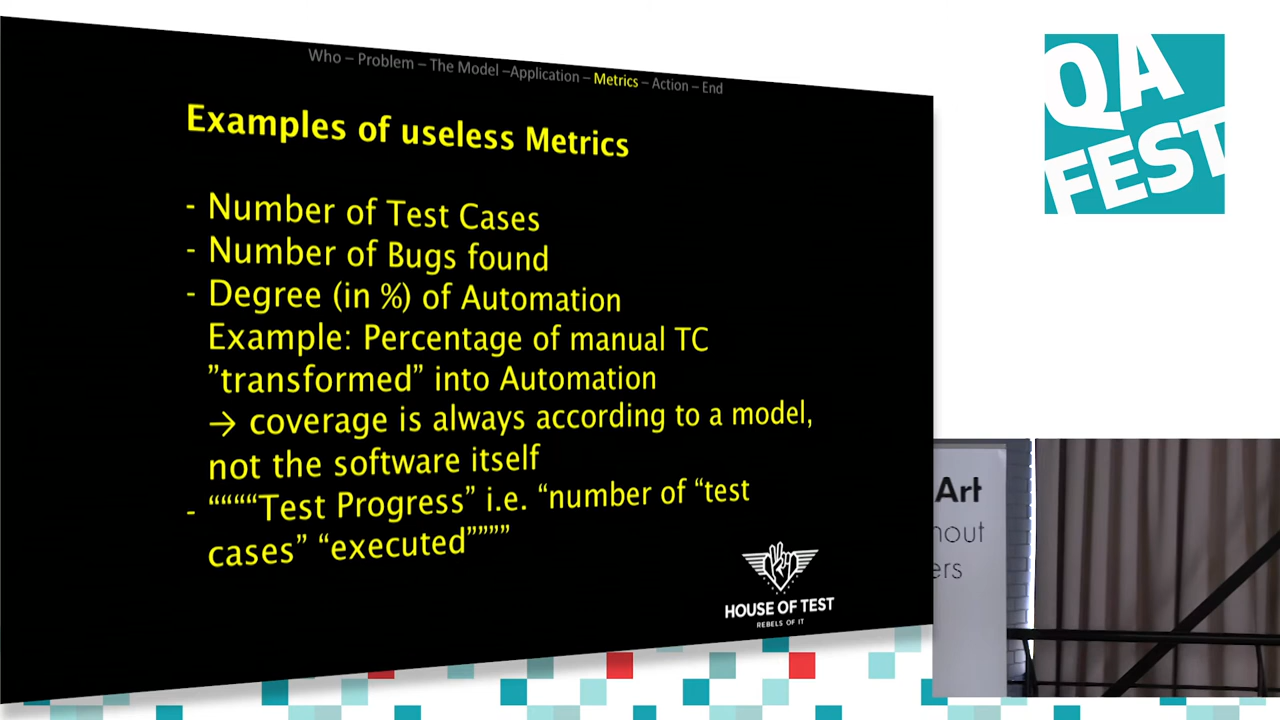 Who – Problem – The Model –Application – Metrics – Action – End
Examples of useless Metrics
- Number of Test Cases
- Number of Bugs found
- Degree (in %) of Automation
Example: Percentage of manual TC
”transformed” into Automation
→ coverage is always according to a model,
not the software itself
- ““““Test Progress” i.e. “number of “test
cases” “executed””””
HOUSE OF TEST
REBELS OF IT
QA
FEST
Art
hout
ers